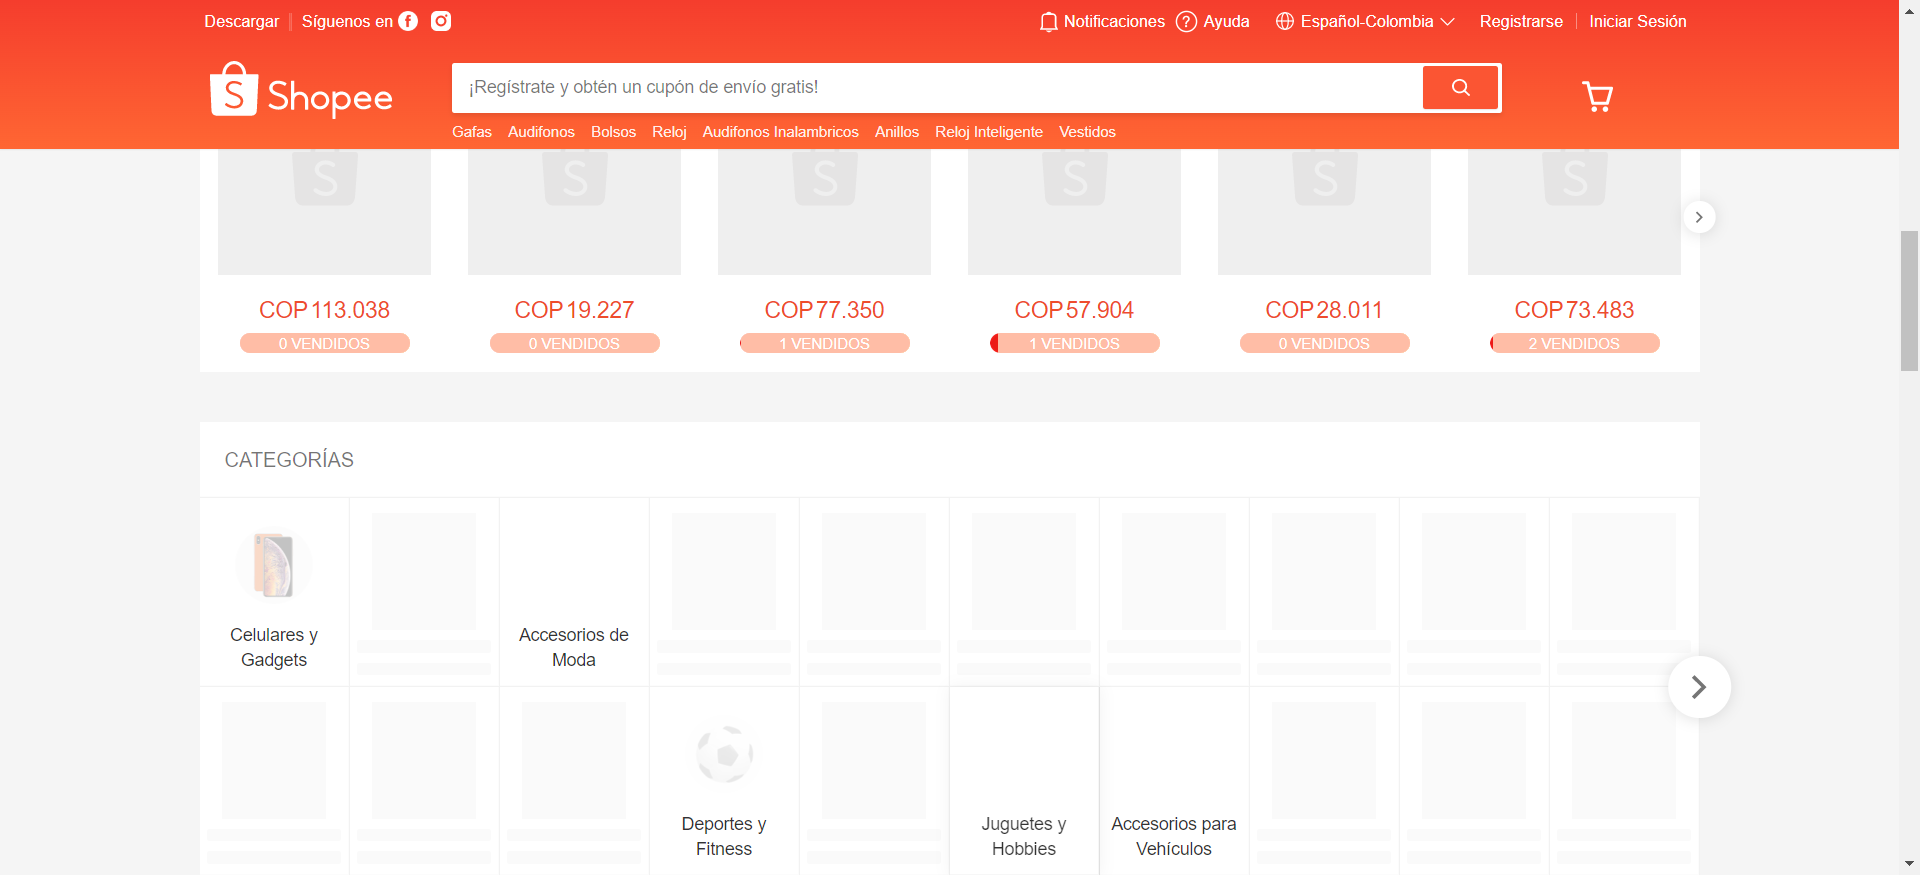 Descargar Síguenos en Notificaciones Ayuda Español-Colombia Registrarse Iniciar Sesión
Shopee
¡Regístrate y obtén un cupón de envío gratis!
Gafas Audifonos Bolsos Reloj Audifonos Inalambricos Anillos Reloj Inteligente Vestidos
COP 113.038 COP 19.227 COP 77.350 COP 57.904 COP 28.011 COP 73.483
0 VENDIDOS 0 VENDIDOS 1 VENDIDOS 1 VENDIDOS 0 VENDIDOS 2 VENDIDOS
CATEGORÍAS
Celulares y
Gadgets
Accesorios de
Moda
Deportes y
Fitness
Juguetes y
Hobbies
Accesorios para
Vehículos